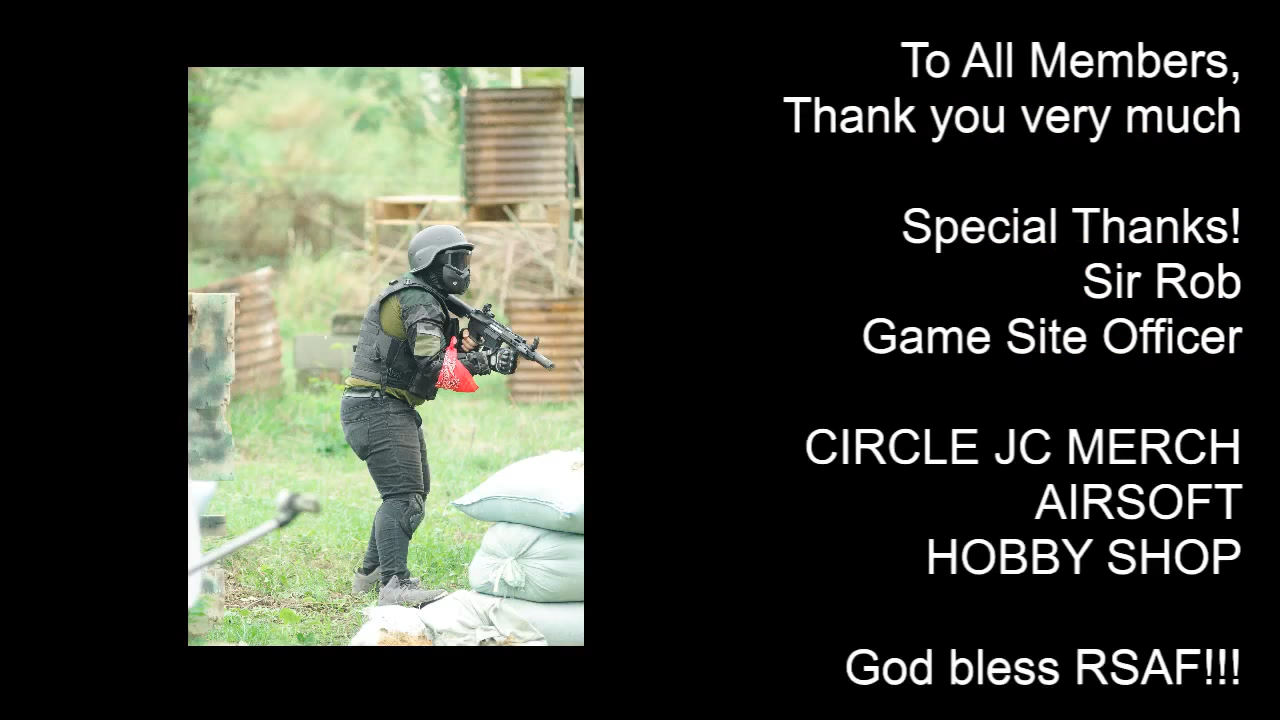 To All Members,
Thank you very much
Special Thanks!
Sir Rob
Game Site Officer
CIRCLE JC MERCH
AIRSOFT
HOBBY SHOP
God bless RSAF!!!